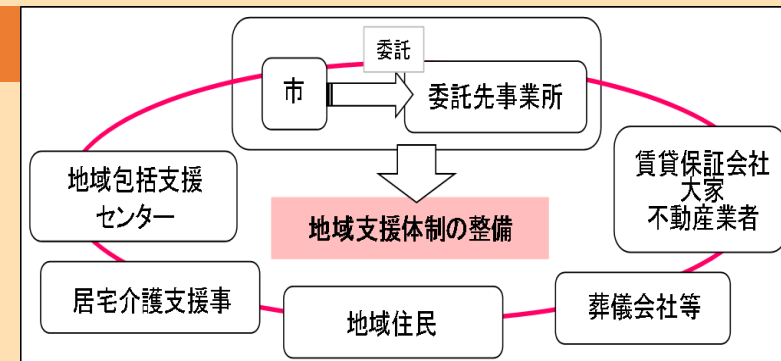 委託
市
委託先事業所
地域包括支援
センター
賃貸保証会社
大家
不動産業者
地域支援体制の整備
居宅介護支援事
地域住民
葬儀会社等